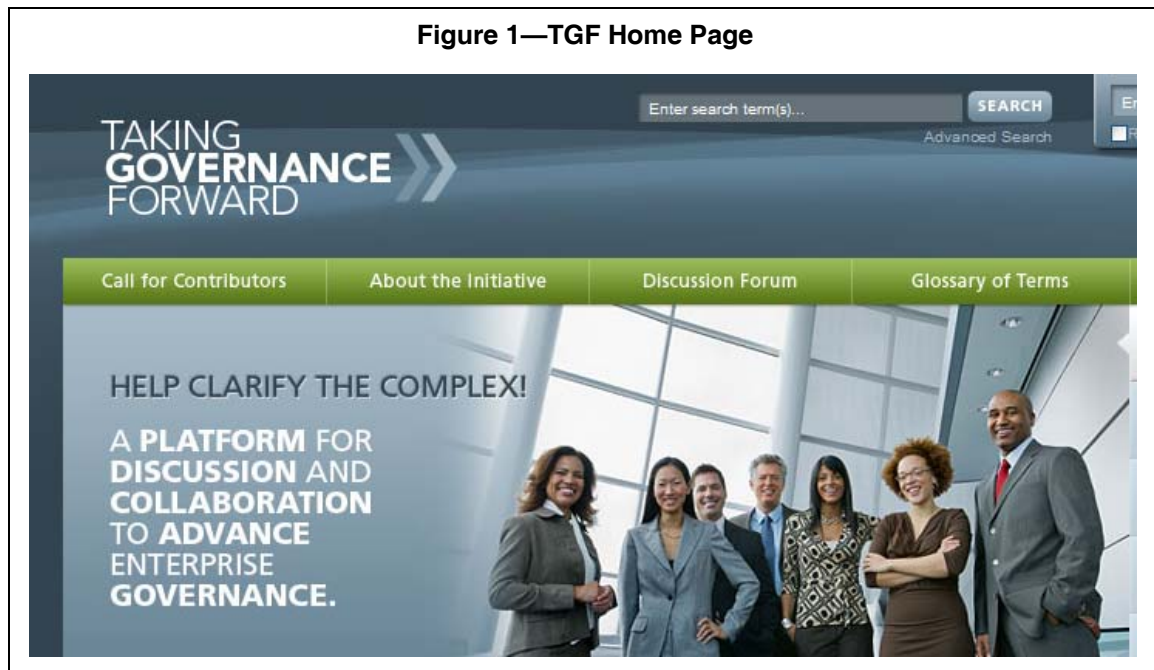 Figure 1—TGF Home Page
Enter search term(s)...
SEARCH
Advanced Search
TAKING
GOVERNANCE
FORWARD
Call for Contributors
About the Initiative
Discussion Forum
Glossary of Terms
HELP CLARIFY THE COMPLEX!
A PLATFORM FOR
DISCUSSION AND
COLLABORATION
TO ADVANCE
ENTERPRISE
GOVERNANCE.